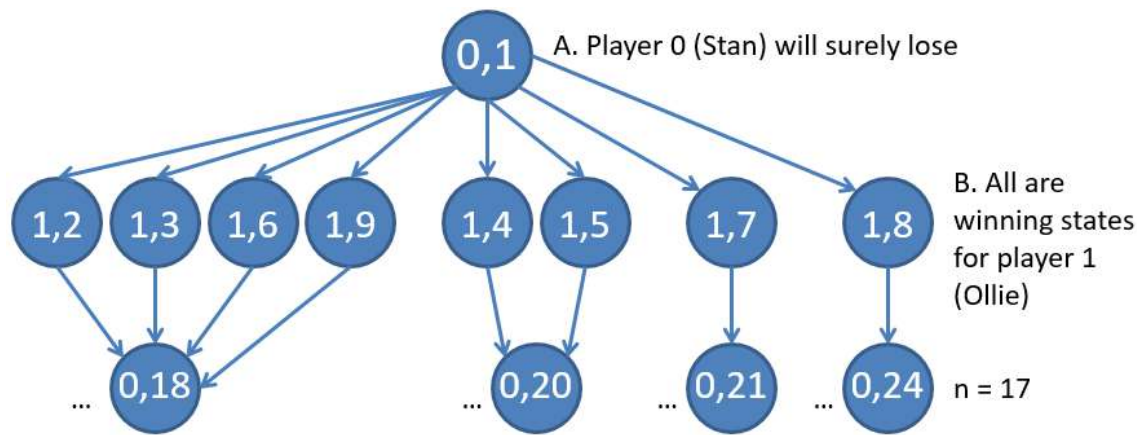 0,1
A. Player 0 (Stan) will surely lose
1,2
1,3
1,6
1,9
1,4
1,5
1,7
1,8
B. All are
winning states
for player 1
(Ollie)
...
0,18
...
0,20
...
0,21
...
0,24
n = 17